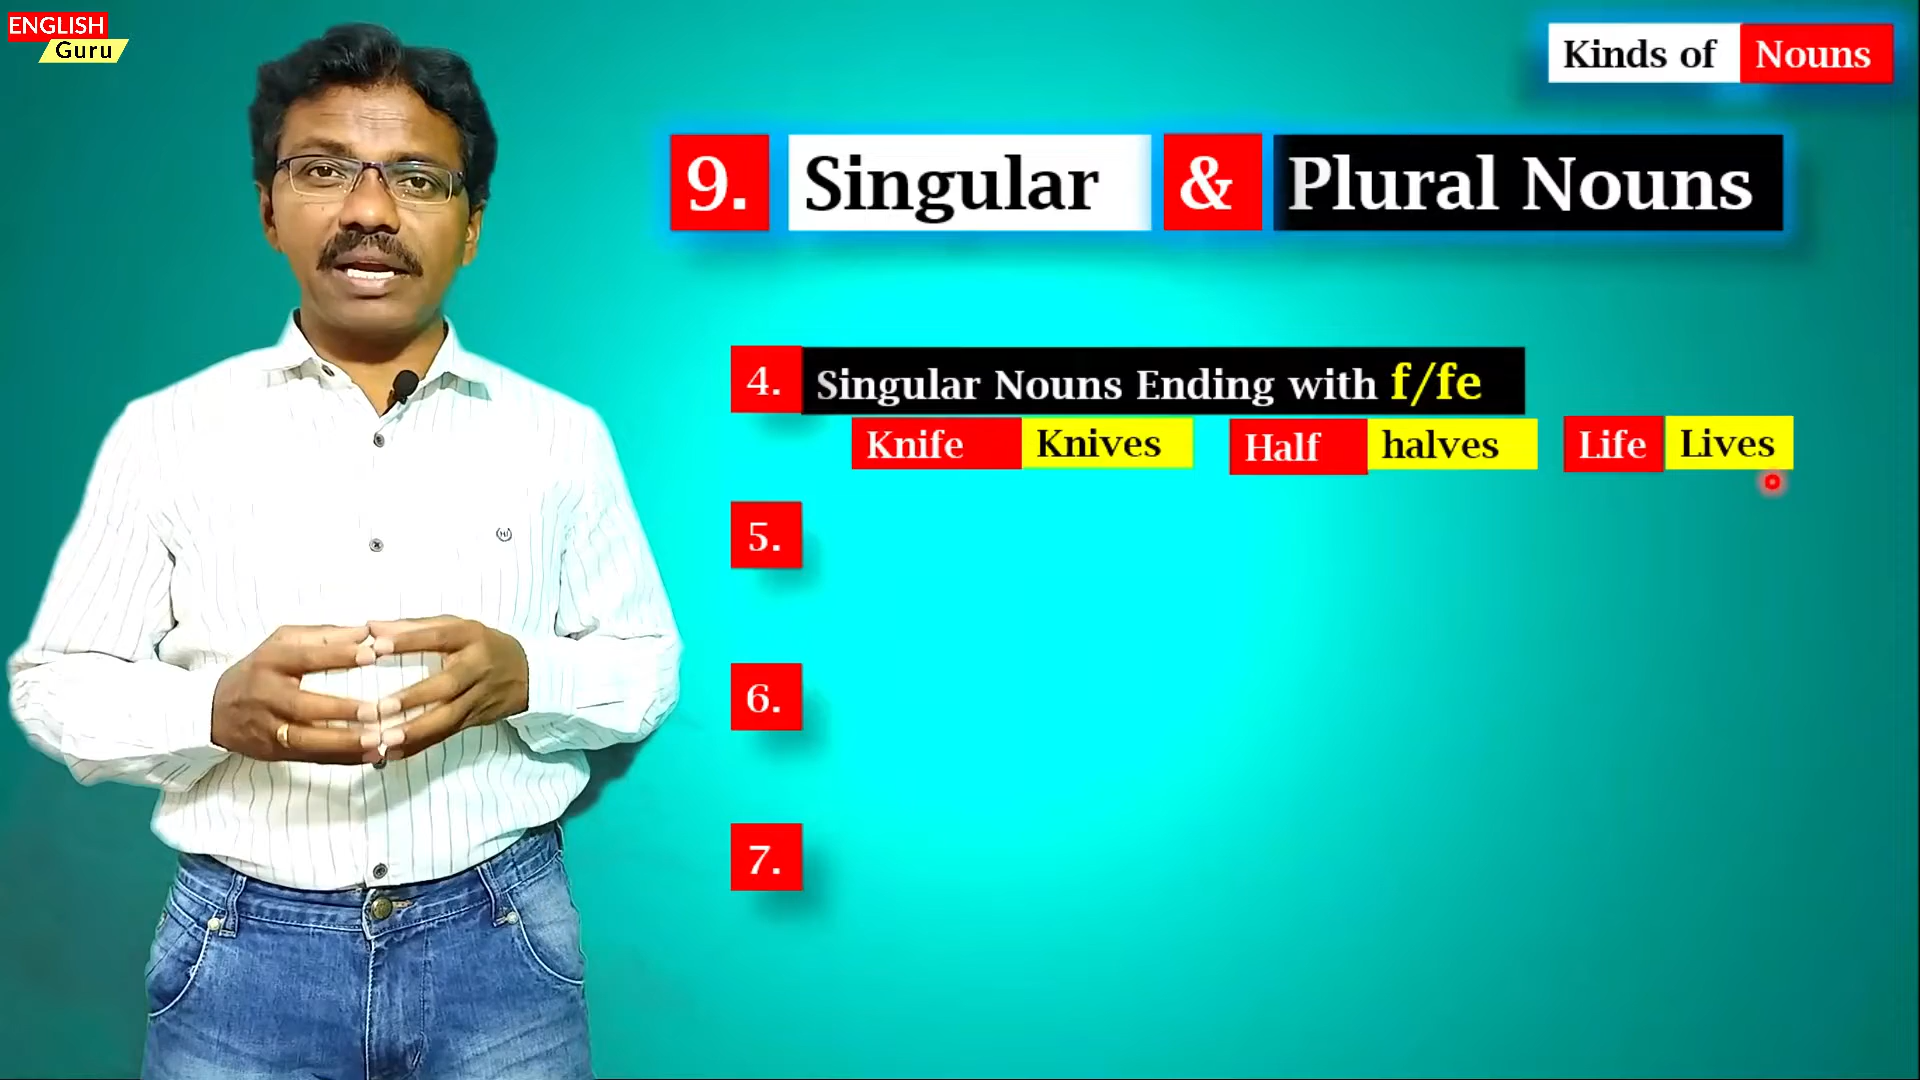 ENGLISH
Guru
Kinds of Nouns
9. Singular & Plural Nouns
4. Singular Nouns Ending with f/fe
Knife Knives Half halves Life Lives
5.
6.
7.